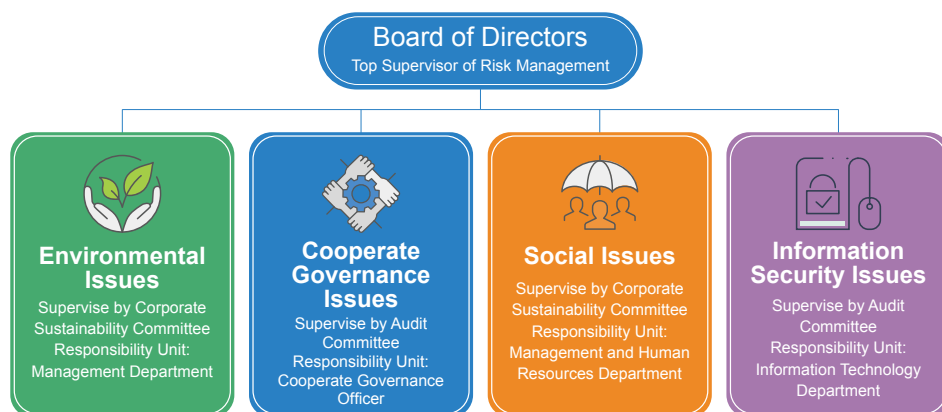 Board of Directors
Top Supervisor of Risk Management
Environmental
Issues
Supervise by Corporate
Sustainability Committee
Responsibility Unit:
Management Department
Cooperate
Governance
Issues
Supervise by Audit
Committee
Responsibility Unit:
Cooperate Governance
Officer
Social Issues
Supervise by Corporate
Sustainability Committee
Responsibility Unit:
Management and Human
Resources Department
Information
Security Issues
Supervise by Audit
Committee
Responsibility Unit:
Information Technology
Department